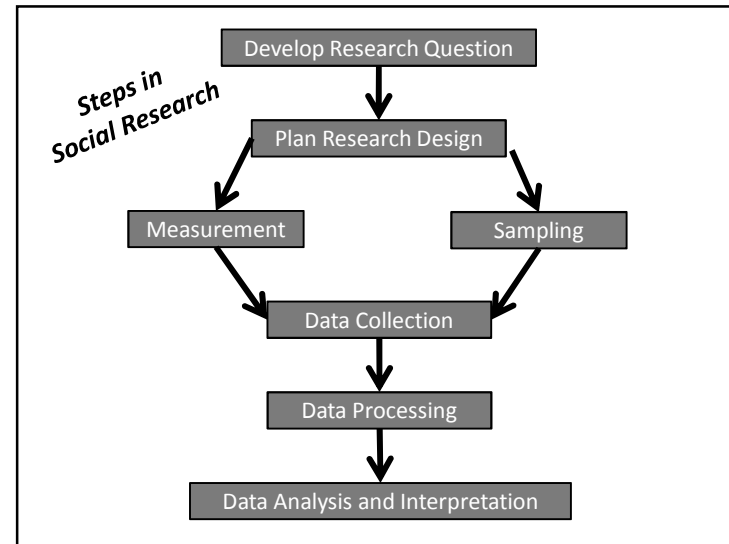 Develop Research Question
Steps in
Social Research
Plan Research Design
Measurement
Sampling
Data Collection
Data Processing
Data Analysis and Interpretation